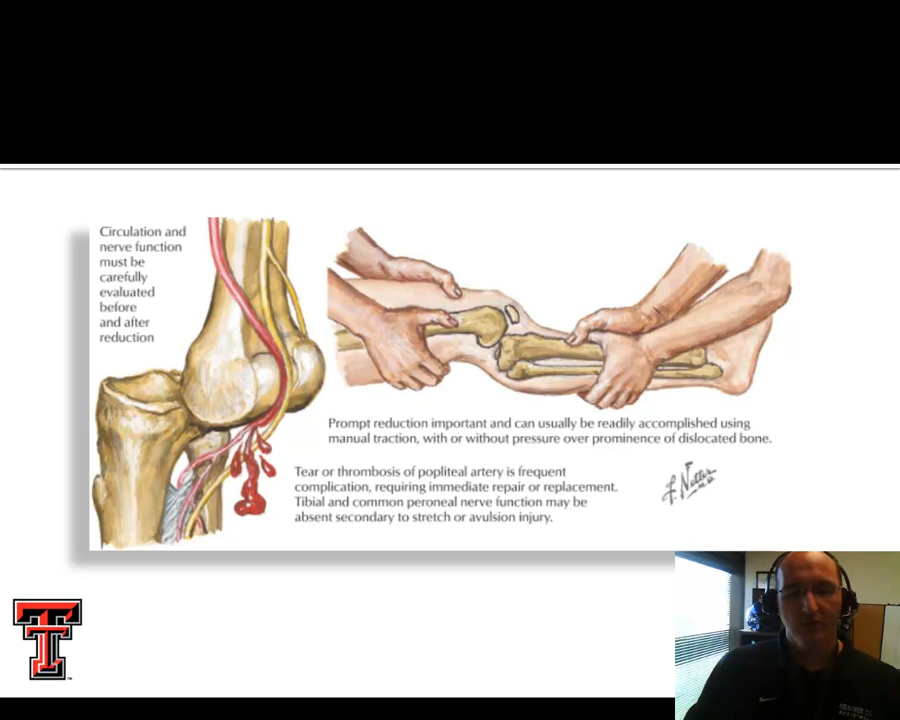 Circulation and
nerve function
must be
carefully
evaluated
before
and after
reduction
Prompt reduction important and can usually be readily accomplished using
manual traction, with or without pressure over prominence of dislocated bone.
Tear or thrombosis of popliteal artery is frequent
complication, requiring immediate repair or replacement.
Tibial and common peroneal nerve function may be
absent secondary to stretch or avulsion injury.
F. Netter
M.D.